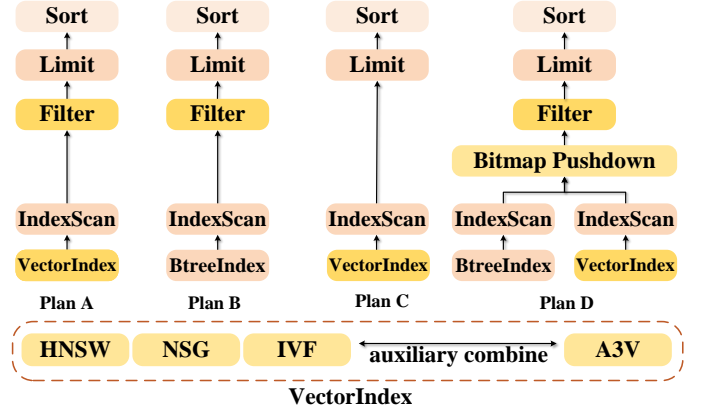 Sort Sort Sort Sort
Limit Limit Limit Limit
Filter Filter Filter
Bitmap Pushdown
IndexScan IndexScan IndexScan IndexScan IndexScan
VectorIndex BtreeIndex VectorIndex BtreeIndex VectorIndex
Plan A Plan B Plan C Plan D
HNSW NSG IVF auxiliary combine A3V
VectorIndex